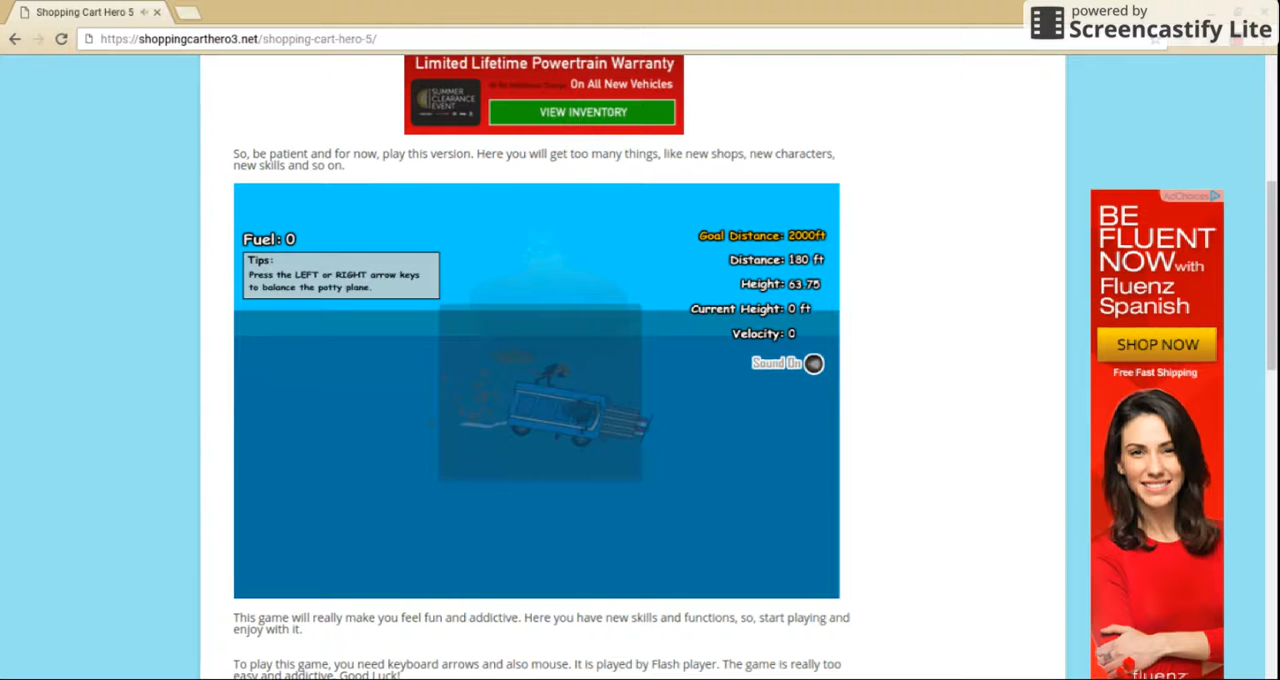 Shopping Cart Hero 5
powered by
Screencastify Lite
https://shoppingcarthero3.net/shopping-cart-hero-5/
Limited Lifetime Powertrain Warranty
On All New Vehicles
SUMMER
CLEARANCE
EVENT
VIEW INVENTORY
So, be patient and for now, play this version. Here you will get too many things, like new shops, new characters,
new skills and so on.
Fuel: 0
Tips:
Press the LEFT or RIGHT arrow keys
to balance the potty plane.
Goal Distance: 2000ft
Distance: 180 ft
Height: 63.75
Current Height: 0 ft
Velocity: 0
Sound On
AdChoices
BE
FLUENT
NOW with
Fluenz
Spanish
SHOP NOW
Free Fast Shipping
fluenz
This game will really make you feel fun and addictive. Here you have new skills and functions, so, start playing and
enjoy with it.
To play this game, you need keyboard arrows and also mouse. It is played by Flash player. The game is really too
easy and addictive. Good Luck!